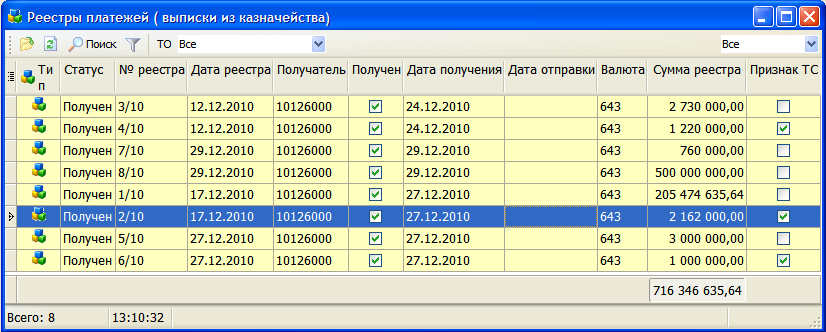 Реестры платежей ( выписки из казначейства)
Поиск ТО Все Все
Тип Статус № реестра Дата реестра Получатель Получен Дата получения Дата отправки Валюта Сумма реестра Признак ТС
Получен 3/10 12.12.2010 10126000 24.12.2010 643 2 730 000,00
Получен 4/10 12.12.2010 10126000 24.12.2010 643 1 220 000,00
Получен 7/10 29.12.2010 10126000 29.12.2010 643 760 000,00
Получен 8/10 29.12.2010 10126000 29.12.2010 643 500 000 000,00
Получен 1/10 17.12.2010 10126000 27.12.2010 643 205 474 635,64
Получен 2/10 17.12.2010 10126000 27.12.2010 643 2 162 000,00
Получен 5/10 27.12.2010 10126000 27.12.2010 643 3 000 000,00
Получен 6/10 27.12.2010 10126000 27.12.2010 643 1 000 000,00
716 346 635,64
Всего: 8 13:10:32